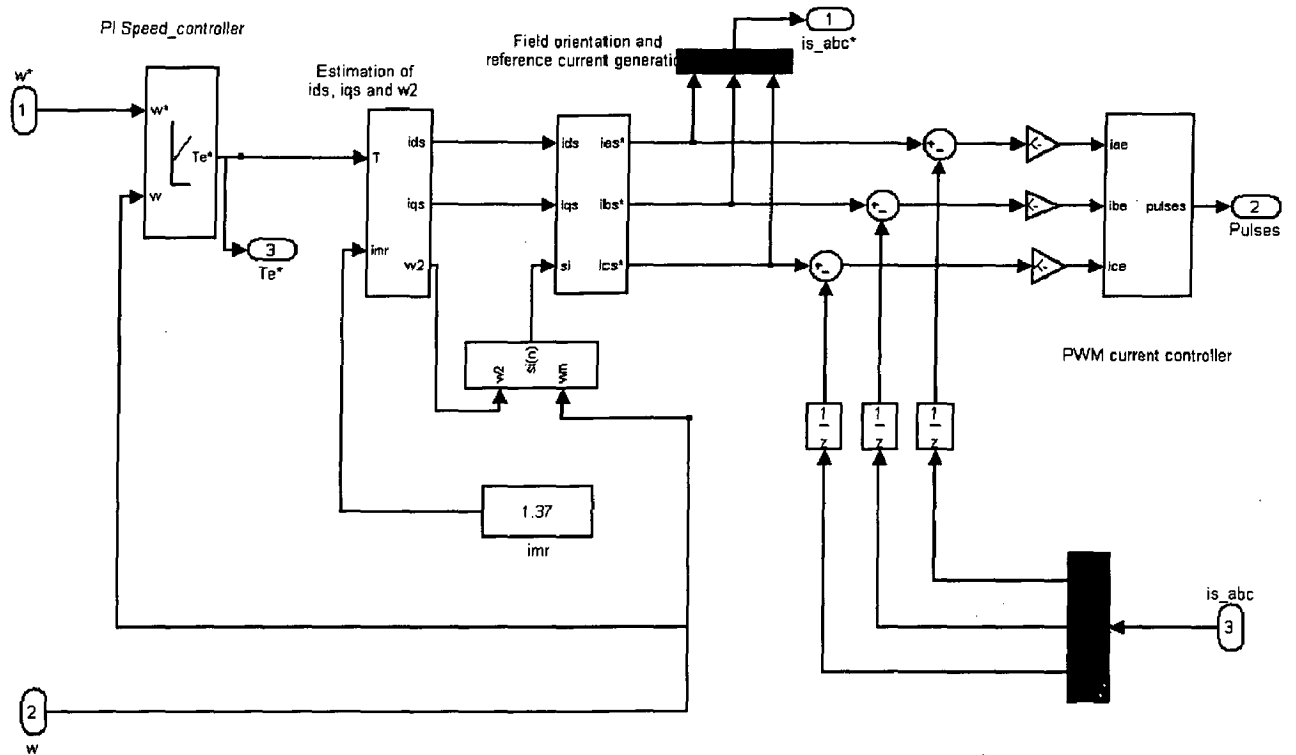 PI Speed_controller
w*
1
w*
w
Te*
3
Te*
Estimation of
ids, iqs and w2
T
imr
ids
iqs
w2
Field orientation and
reference current generatic
ids
iqs
si
ias*
ibs*
ics*
1
is_abc*
si(n)
w2
wn
1.37
imr
+
-
+
-
+
-
<-
<-
<-
iae
ibe
ice
pulses
2
Pulses
PWM current controller
1
z
1
z
1
z
is_abc
3
2
w